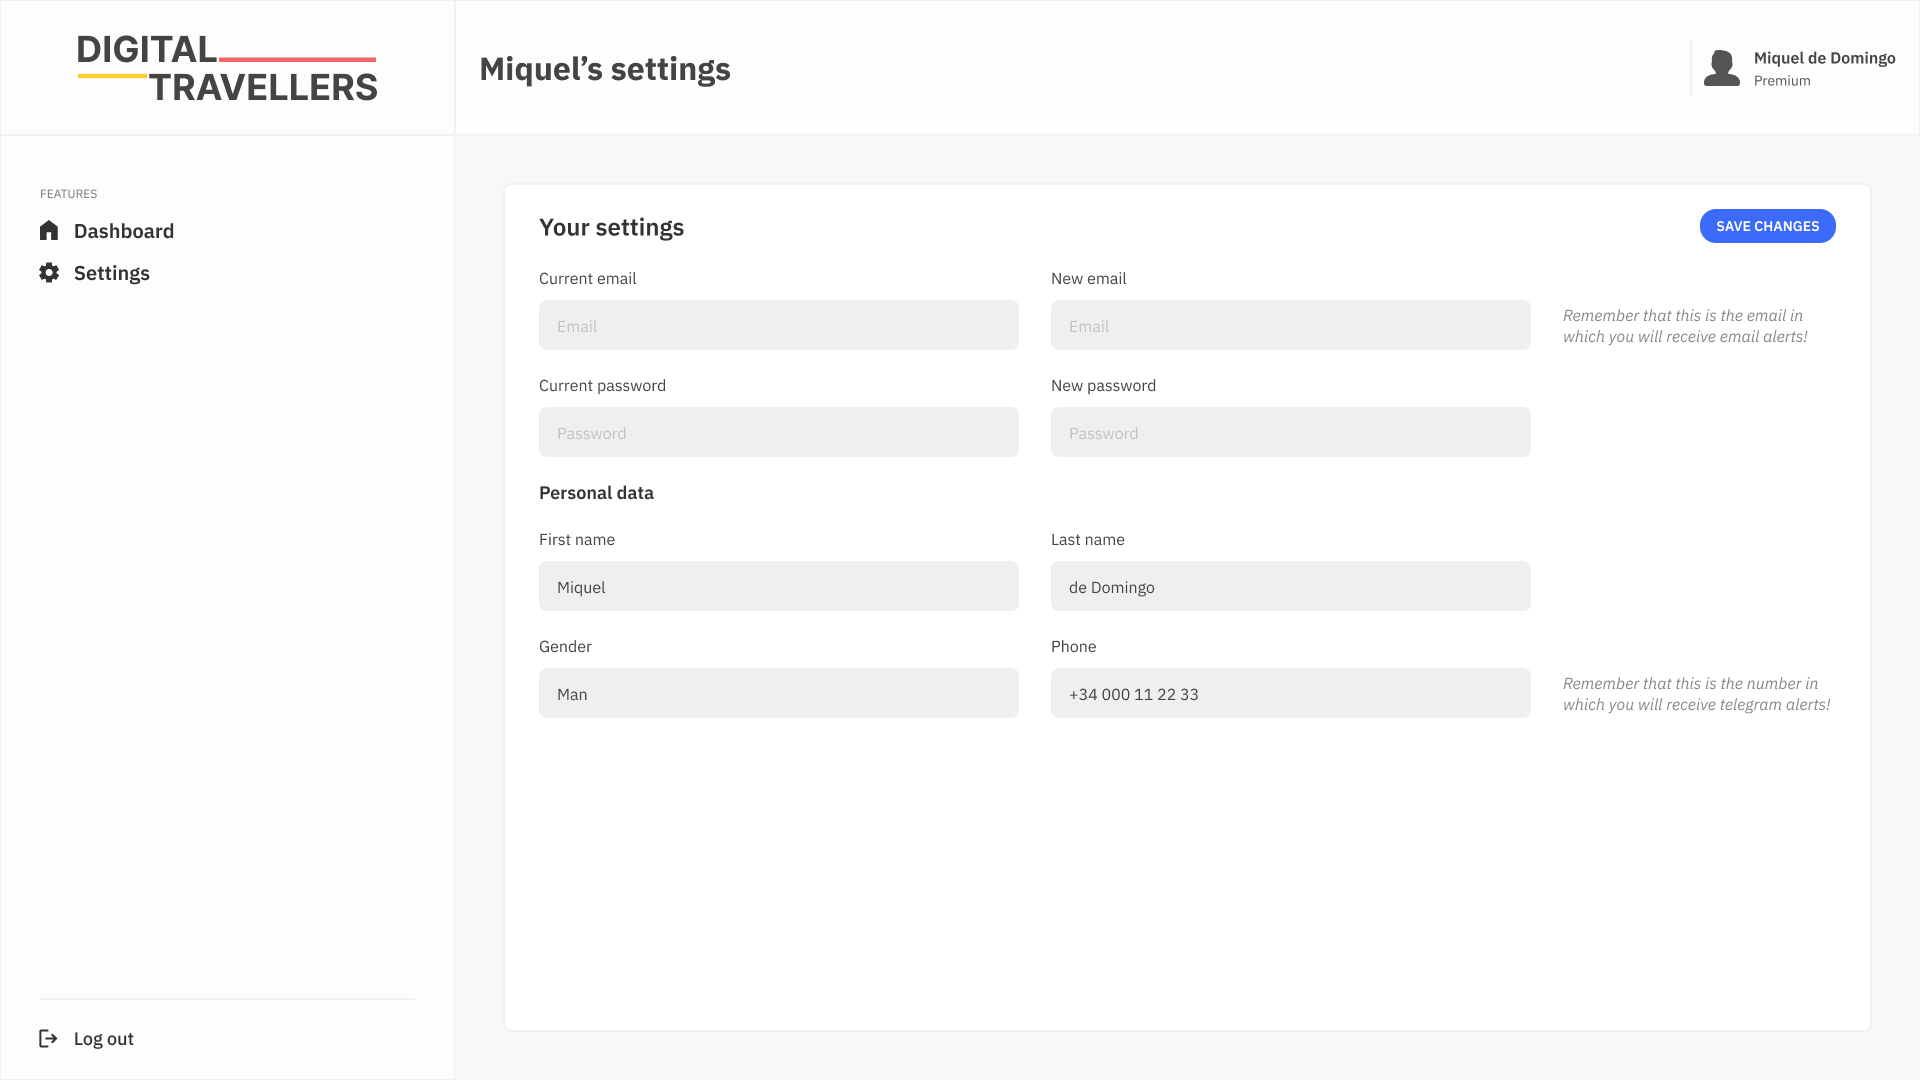 DIGITAL
TRAVELLERS
Miquel’s settings
Miquel de Domingo
Premium
FEATURES
Dashboard
Settings
Log out
Your settings
SAVE CHANGES
Current email
New email
Email
Email
Remember that this is the email in
which you will receive email alerts!
Current password
New password
Password
Password
Personal data
First name
Last name
Miquel
de Domingo
Gender
Phone
Man
+34 000 11 22 33
Remember that this is the number in
which you will receive telegram alerts!